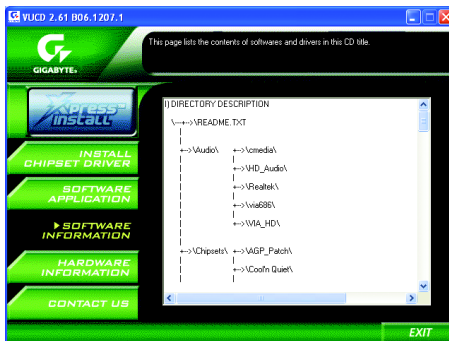 VUCD 2.61 B06.1207.1
GIGABYTE™
This page lists the contents of softwares and drivers in this CD title.
Xpress™
install
INSTALL
CHIPSET DRIVER
SOFTWARE
APPLICATION
SOFTWARE
INFORMATION
HARDWARE
INFORMATION
CONTACT US
I) DIRECTORY DESCRIPTION
\--+-->\README.TXT
|
+-->\Audio\ +-->\cmedia\
| |
| +-->\HD_Audio\
| |
| +-->\Realtek\
| |
| +-->\via686\
| |
| +-->\VIA_HD\
|
+-->\Chipsets\ +-->\AGP_Patch\
| |
| +-->\Cool'n Quiet\
| |
EXIT